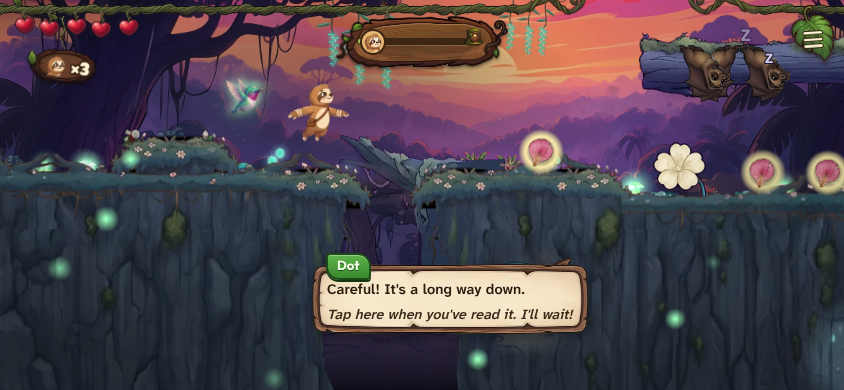 ×3
Z
Z
Dot
Careful! It's a long way down.
Tap here when you've read it. I'll wait!